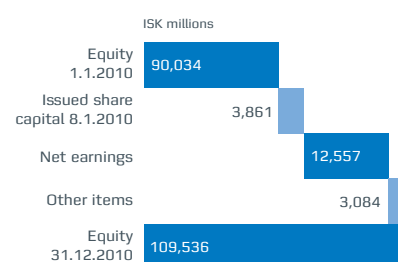 ISK millions
Equity
1.1.2010
90,034
Issued share
capital 8.1.2010
3,861
Net earnings
12,557
Other items
3,084
Equity
31.12.2010
109,536